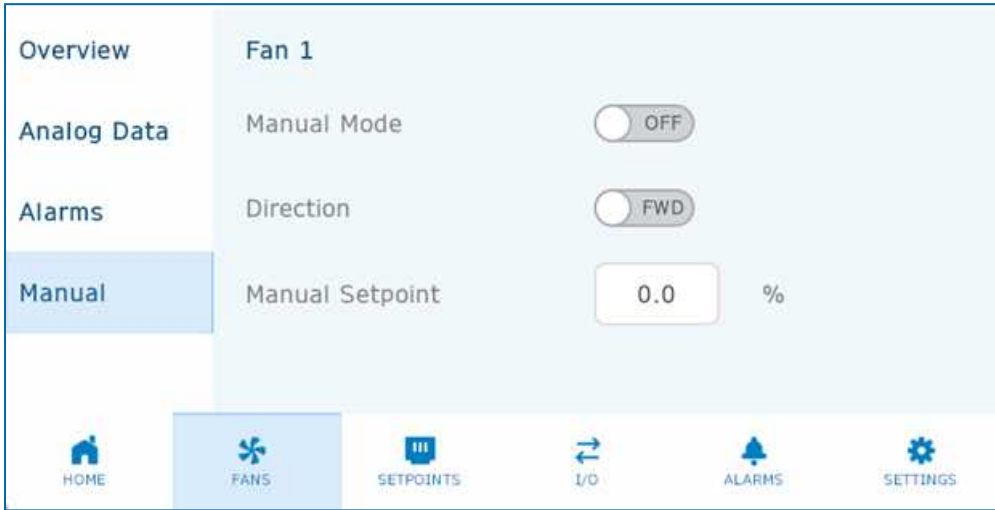 Overview
Analog Data
Alarms
Manual
Fan 1
Manual Mode OFF
Direction FWD
Manual Setpoint 0.0 %
HOME FANS SETPOINTS I/O ALARMS SETTINGS